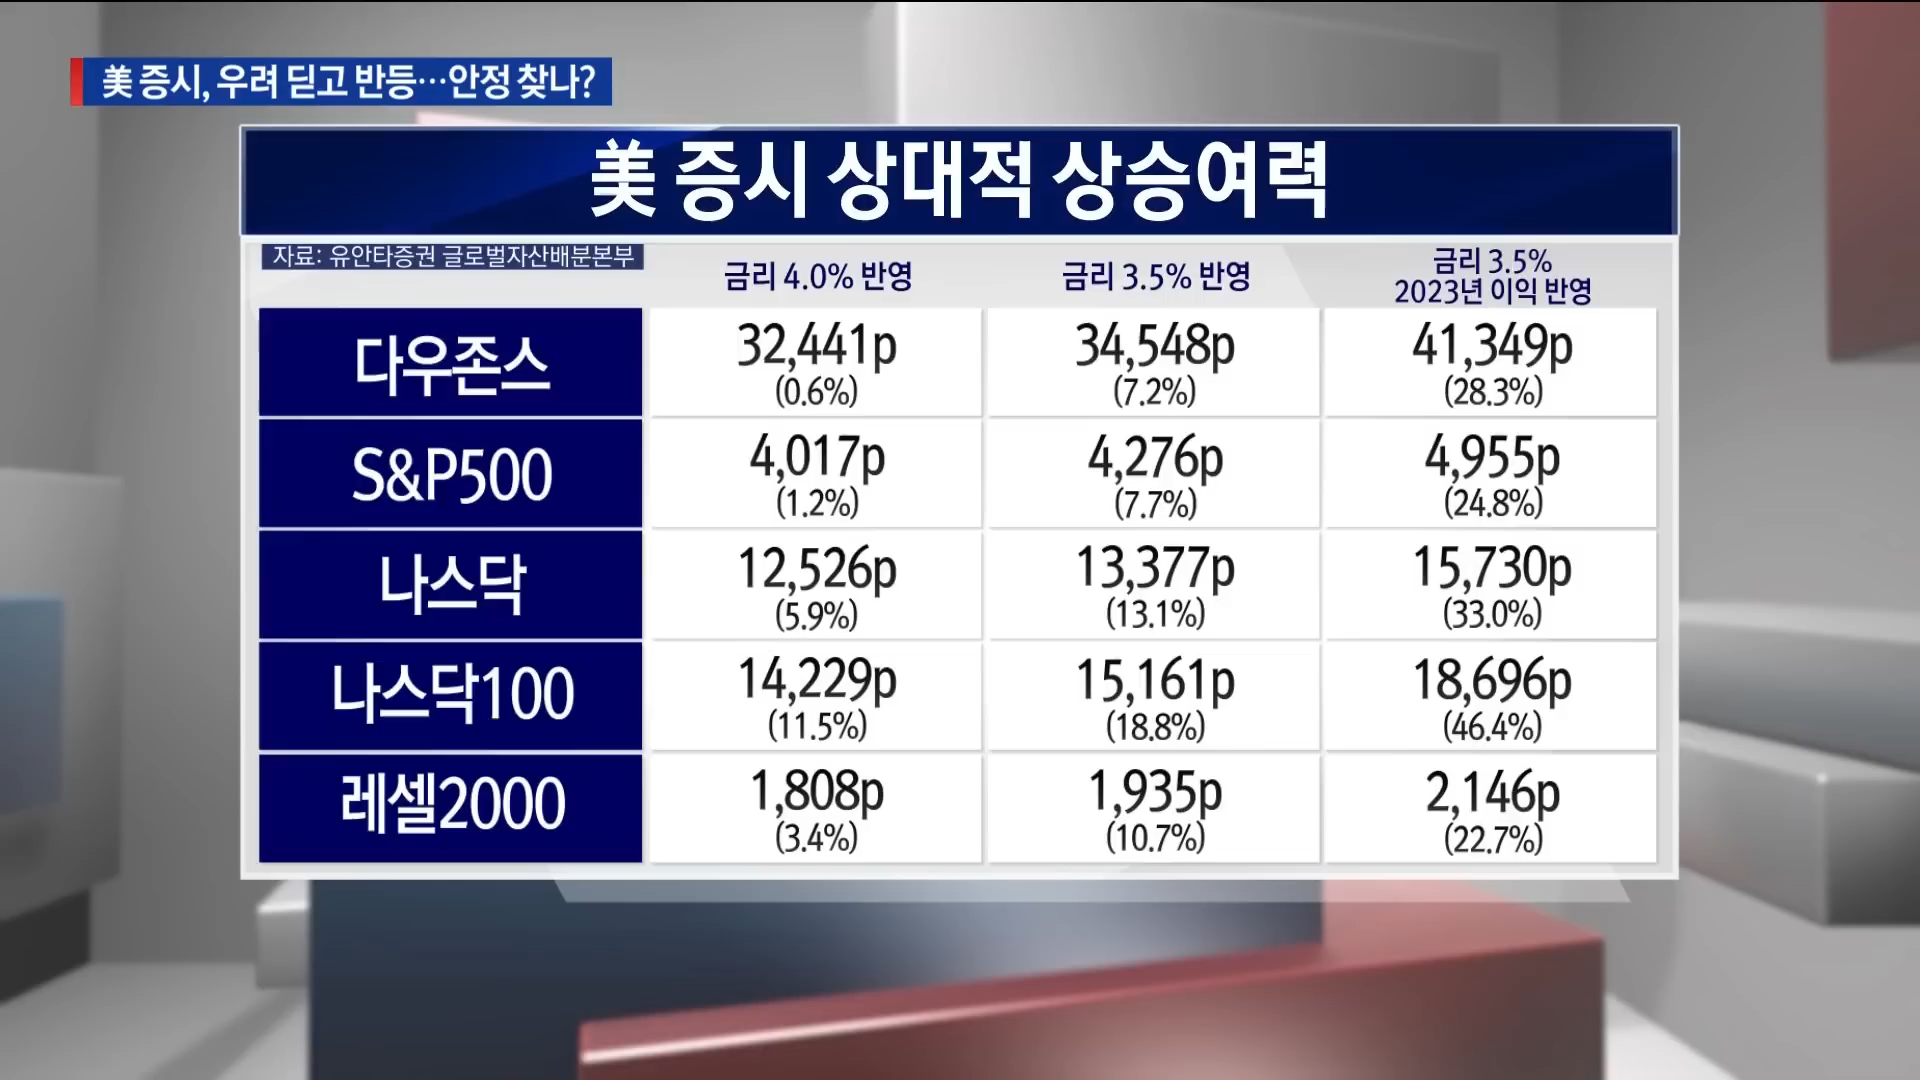 美 증시, 우려 딛고 반등…안정 찾나?
美 증시 상대적 상승여력
자료: 유안타증권 글로벌자산배분본부
금리 4.0% 반영
금리 3.5% 반영
금리 3.5%
2023년 이익 반영
다우존스
32,441p
(0.6%)
34,548p
(7.2%)
41,349p
(28.3%)
S&P500
4,017p
(1.2%)
4,276p
(7.7%)
4,955p
(24.8%)
나스닥
12,526p
(5.9%)
13,377p
(13.1%)
15,730p
(33.0%)
나스닥100
14,229p
(11.5%)
15,161p
(18.8%)
18,696p
(46.4%)
레셀2000
1,808p
(3.4%)
1,935p
(10.7%)
2,146p
(22.7%)